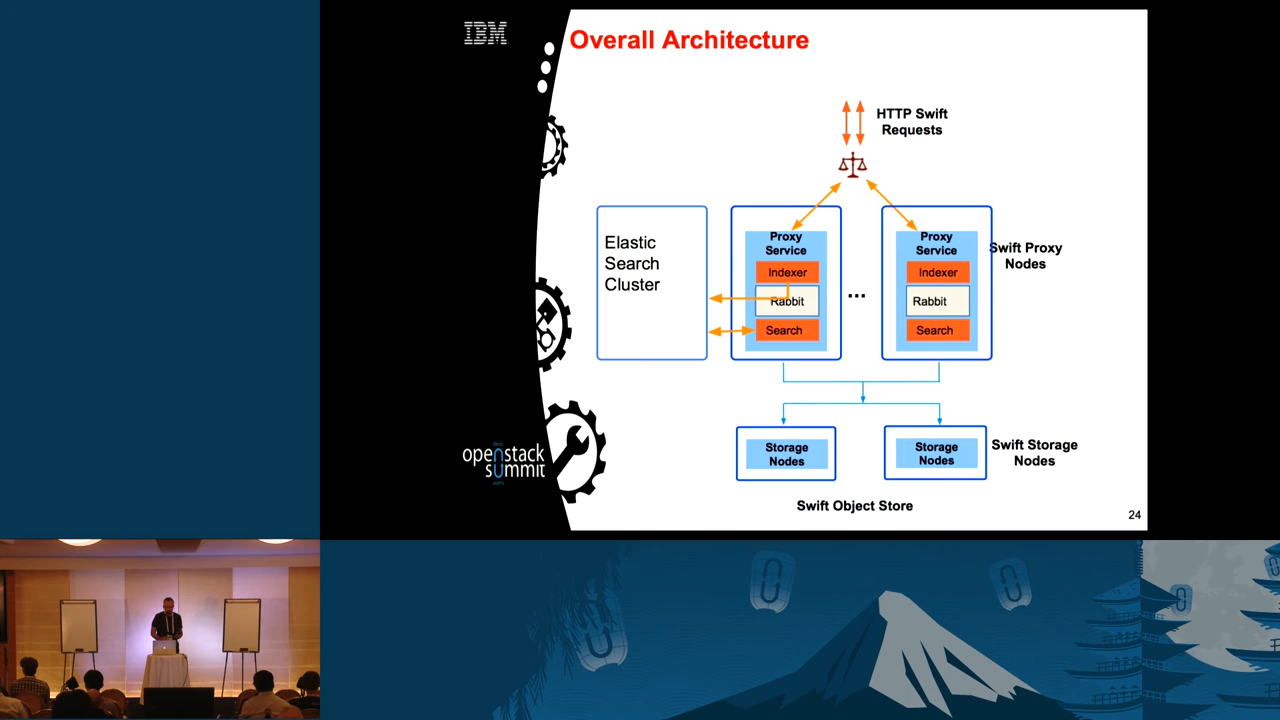 IBM
Overall Architecture
HTTP Swift
Requests
Elastic
Search
Cluster
Proxy
Service
Indexer
Rabbit
Search
...
Proxy
Service
Indexer
Rabbit
Search
Swift Proxy
Nodes
Storage
Nodes
Storage
Nodes
Swift Storage
Nodes
openstack
summit
Swift Object Store
24